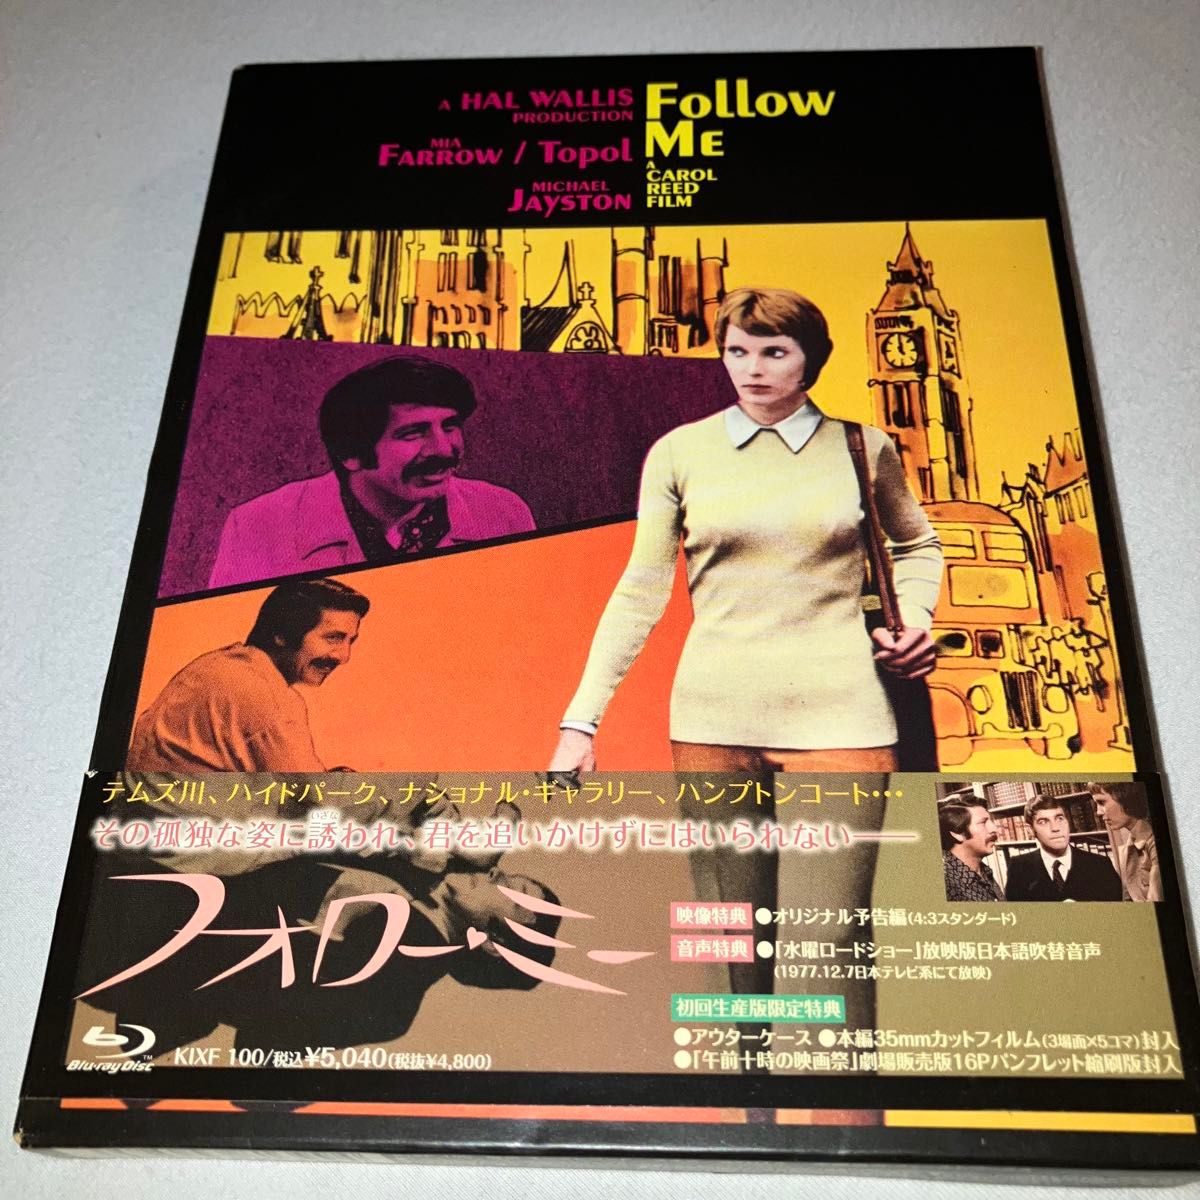 A HAL WALLIS
PRODUCTION
MIA
FARROW / TOPOL
MICHAEL
JAYSTON
FOLLOW
ME
A
CAROL
REED
FILM
テムズ川、ハイドパーク、ナショナル・ギャラリー、ハンプトンコート…
いざな
その孤独な姿に誘われ、君を追いかけずにはいられない――
フォロー・ミー
映像特典 ●オリジナル予告編(4:3スタンダード)
音声特典 ●「水曜ロードショー」放映版日本語吹替音声
(1977.12.7日本テレビ系にて放映)
初回生産版限定特典
●アウターケース ●本編35mmカットフィルム(3場面×5コマ)封入
●「午前十時の映画祭」劇場販売版16Pパンフレット縮刷版封入
Blu-ray Disc™ KIXF 100/税込¥5,040(税抜¥4,800)